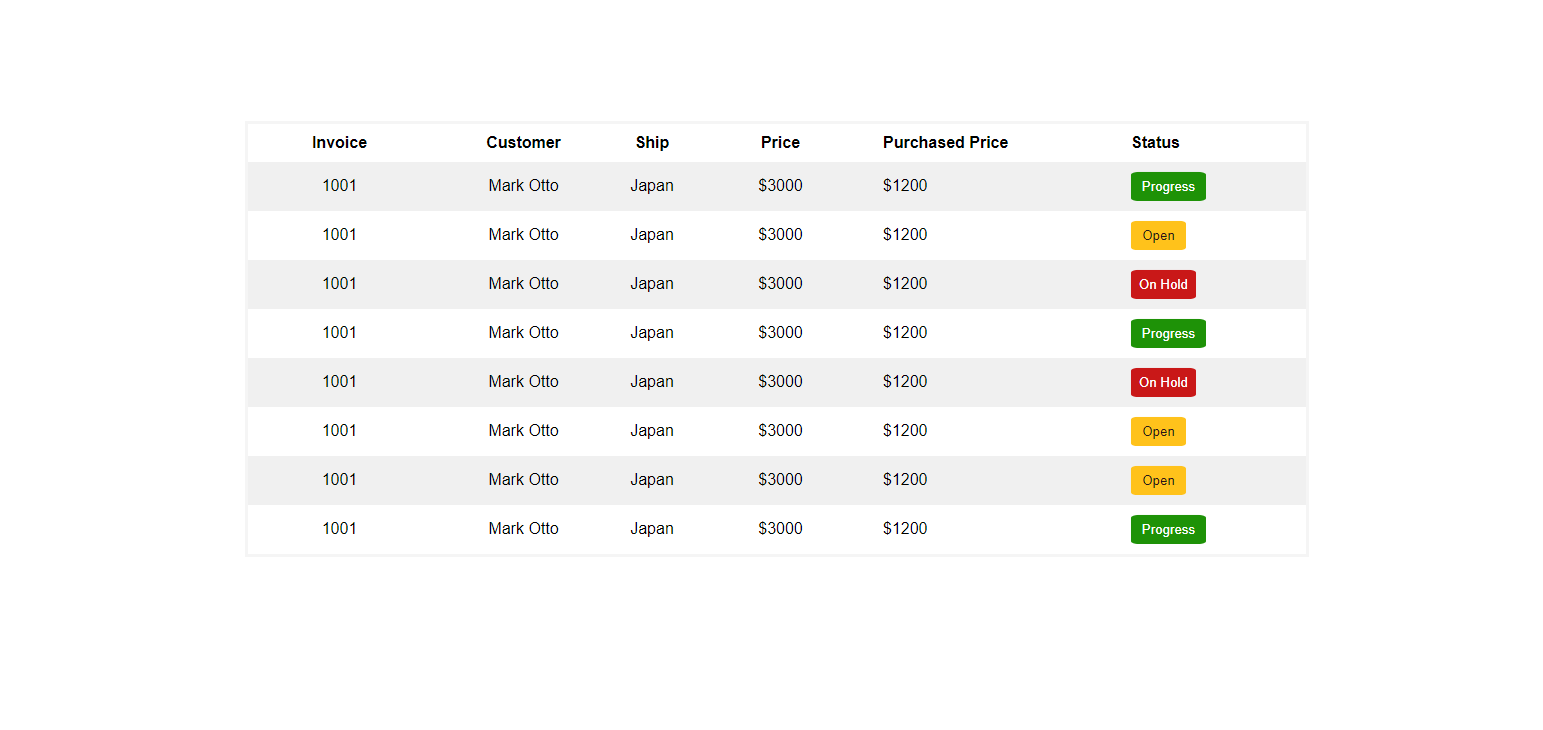 Invoice Customer Ship Price Purchased Price Status
1001 Mark Otto Japan $3000 $1200 Progress
1001 Mark Otto Japan $3000 $1200 Open
1001 Mark Otto Japan $3000 $1200 On Hold
1001 Mark Otto Japan $3000 $1200 Progress
1001 Mark Otto Japan $3000 $1200 On Hold
1001 Mark Otto Japan $3000 $1200 Open
1001 Mark Otto Japan $3000 $1200 Open
1001 Mark Otto Japan $3000 $1200 Progress